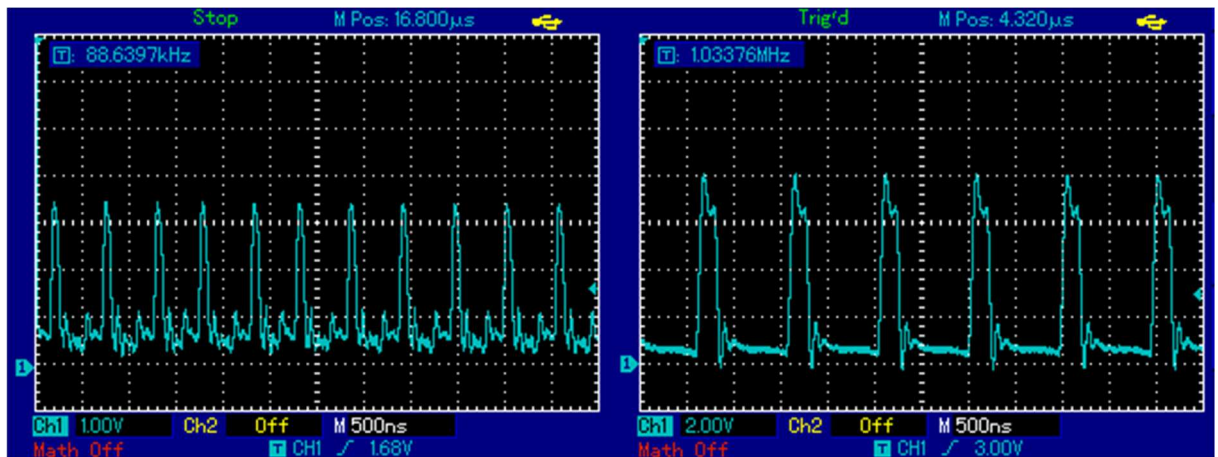 Stop M Pos: 16.800μs
T: 88.6397kHz
1
Ch1 1.00V Ch2 Off M 500ns
Math Off T CH1 1.68V
Trig'd M Pos: 4.320μs
T: 1.03376MHz
1
Ch1 2.00V Ch2 Off M 500ns
Math Off T CH1 3.00V